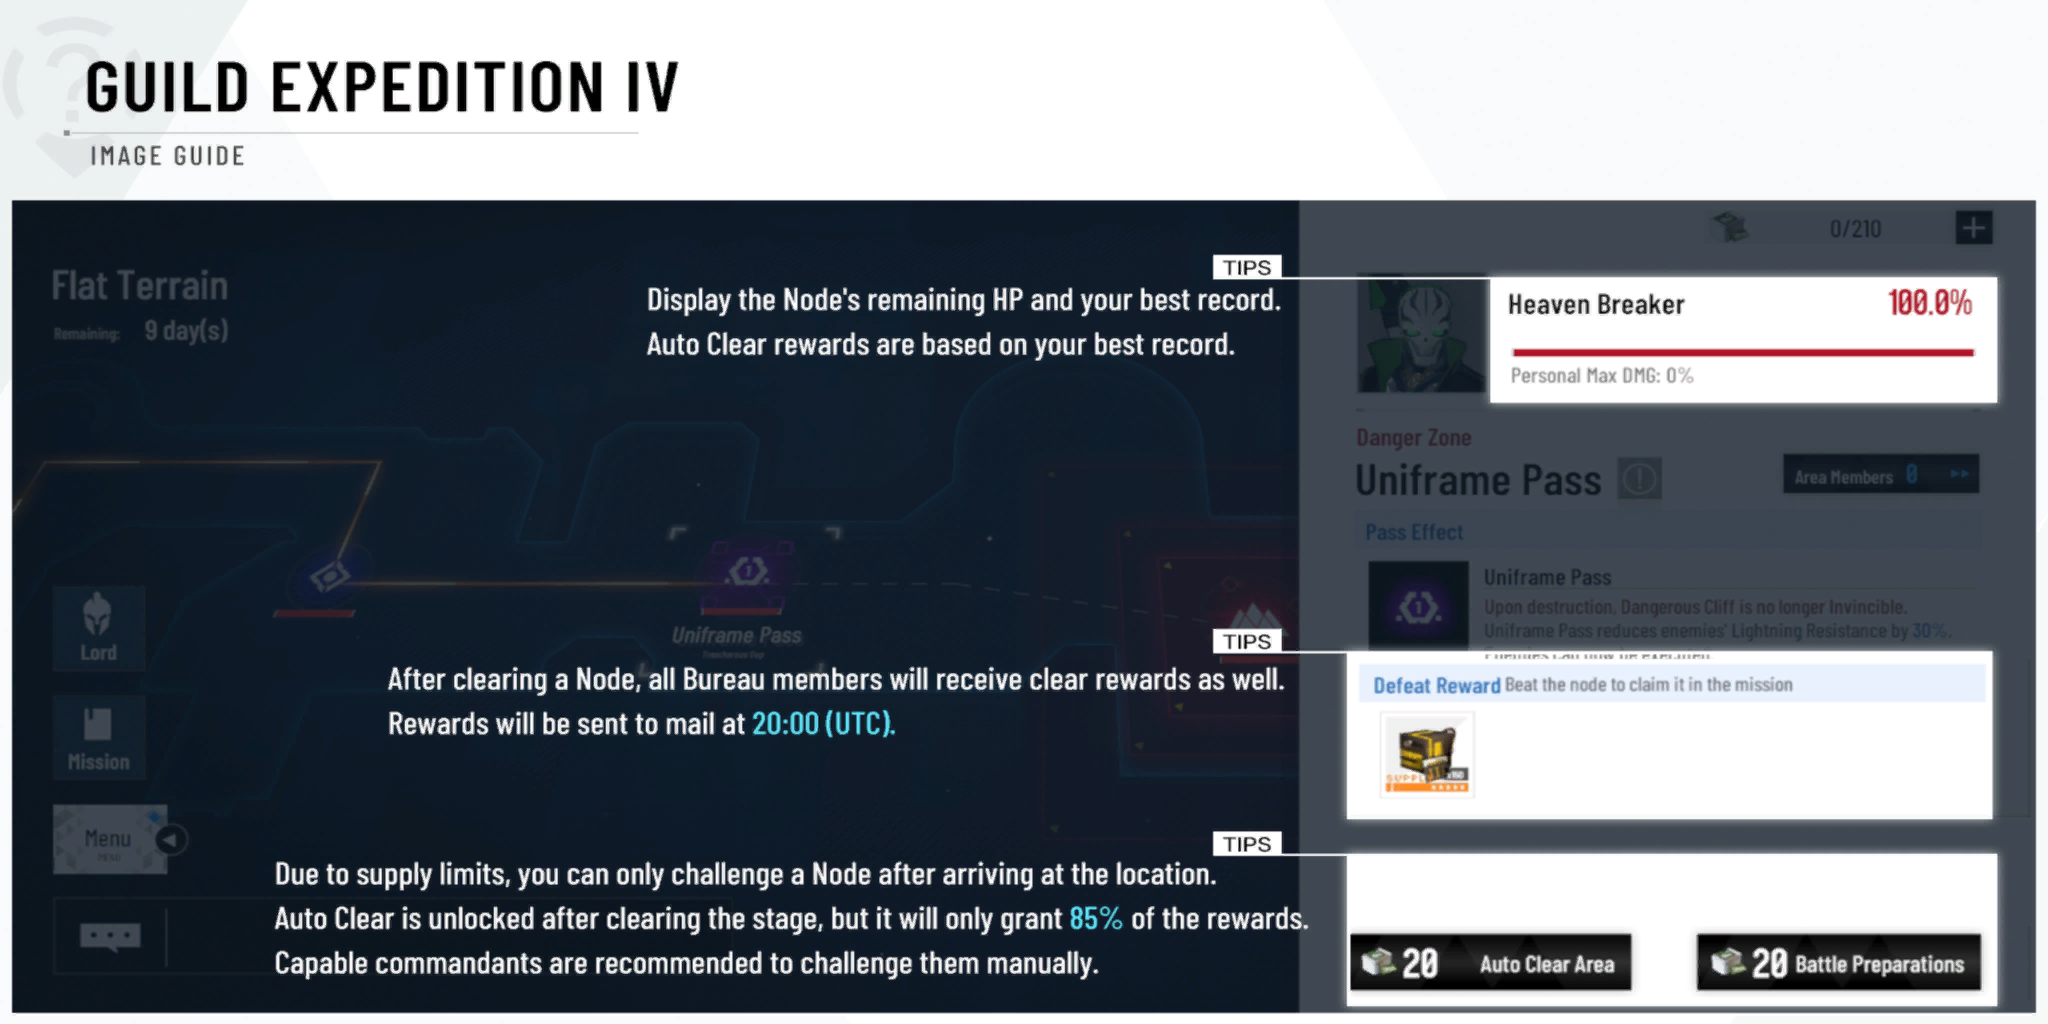 GUILD EXPEDITION IV
IMAGE GUIDE
0/210
Flat Terrain
Remaining: 9 day(s)
TIPS
Display the Node's remaining HP and your best record.
Auto Clear rewards are based on your best record.
Heaven Breaker 100.0%
Personal Max DMG: 0%
Danger Zone
Uniframe Pass
Area Members 0
Pass Effect
Uniframe Pass
Upon destruction, Dangerous Cliff is no longer Invincible.
Uniframe Pass reduces enemies' Lightning Resistance by 30%.
Uniframe Pass
Lord
Mission
Menu
TIPS
After clearing a Node, all Bureau members will receive clear rewards as well.
Rewards will be sent to mail at 20:00 (UTC).
Defeat Reward Beat the node to claim it in the mission
TIPS
Due to supply limits, you can only challenge a Node after arriving at the location.
Auto Clear is unlocked after clearing the stage, but it will only grant 85% of the rewards.
Capable commandants are recommended to challenge them manually.
20 Auto Clear Area
20 Battle Preparations